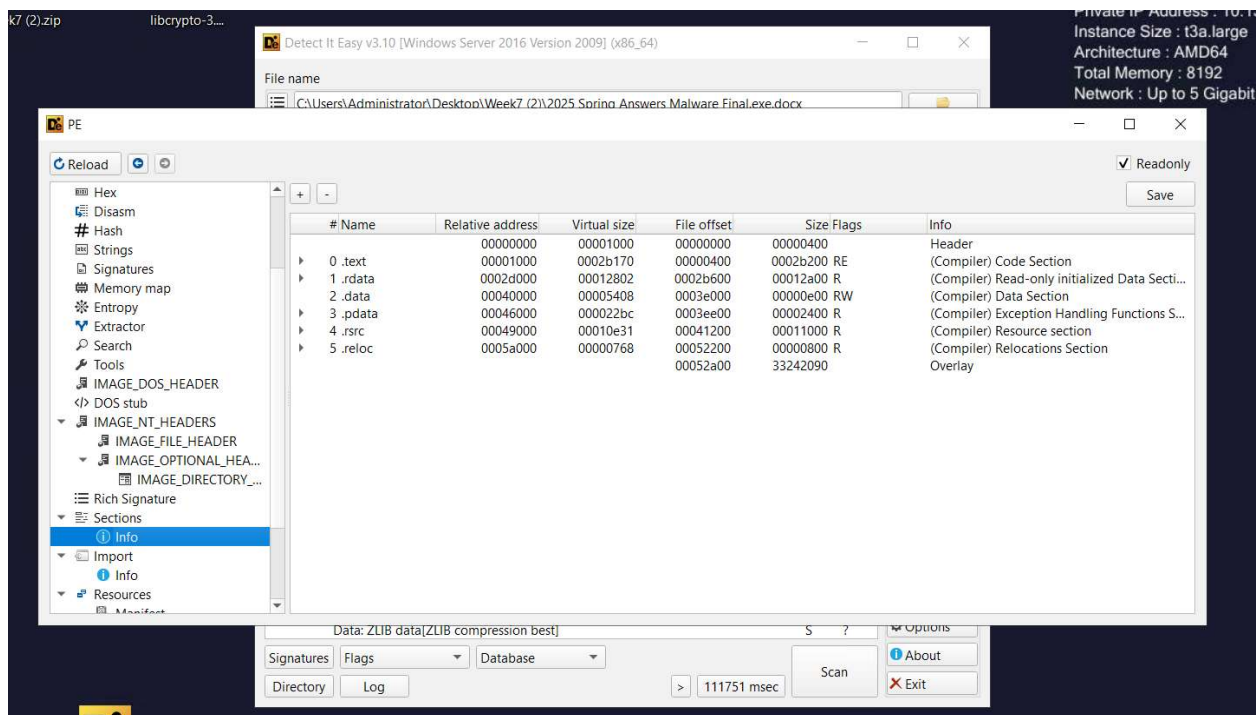 k7 (2).zip
libcrypto-3....
Private IP Address : 10.1
Instance Size : t3a.large
Architecture : AMD64
Total Memory : 8192
Network : Up to 5 Gigabit
Detect It Easy v3.10 [Windows Server 2016 Version 2009] (x86_64)
File name
C:\Users\Administrator\Desktop\Week7 (2)\2025 Spring Answers Malware Final.exe.docx
PE
Reload
Readonly
Save
Hex
Disasm
Hash
Strings
Signatures
Memory map
Entropy
Extractor
Search
Tools
IMAGE_DOS_HEADER
DOS stub
IMAGE_NT_HEADERS
IMAGE_FILE_HEADER
IMAGE_OPTIONAL_HEA...
IMAGE_DIRECTORY_...
Rich Signature
Sections
Info
Import
Info
Resources
Manifest
+ -
# Name Relative address Virtual size File offset Size Flags Info
00000000 00001000 00000000 00000400 Header
0 .text 00001000 0002b170 00000400 0002b200 RE (Compiler) Code Section
1 .rdata 0002d000 00012802 0002b600 00012a00 R (Compiler) Read-only initialized Data Secti...
2 .data 00040000 00005408 0003e000 00000e00 RW (Compiler) Data Section
3 .pdata 00046000 000022bc 0003ee00 00002400 R (Compiler) Exception Handling Functions S...
4 .rsrc 00049000 00010e31 00041200 00011000 R (Compiler) Resource section
5 .reloc 0005a000 00000768 00052200 00000800 R (Compiler) Relocations Section
00052a00 33242090 Overlay
Data: ZLIB data[ZLIB compression best] S ?
Options
Signatures Flags Database
About
Scan
Directory Log > 111751 msec
Exit